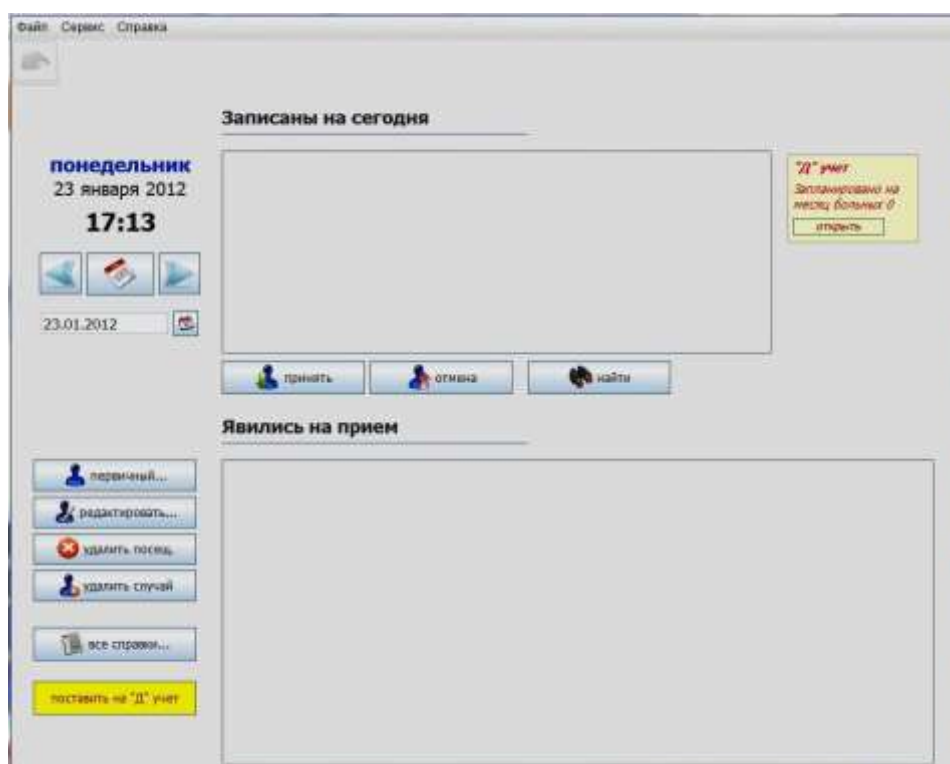 Файл Сервис Справка
Записаны на сегодня
понедельник
23 января 2012
17:13
23.01.2012
"Д" учет
Запланировано на
месяц больных 0
открыть
принять отмена найти
Явились на прием
первичный...
редактировать...
удалить посещ.
удалить случай
все справки...
поставить на "Д" учет